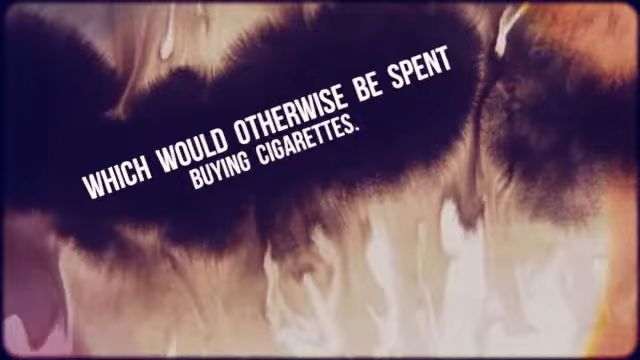 WHICH WOULD OTHERWISE BE SPENT
BUYING CIGARETTES.